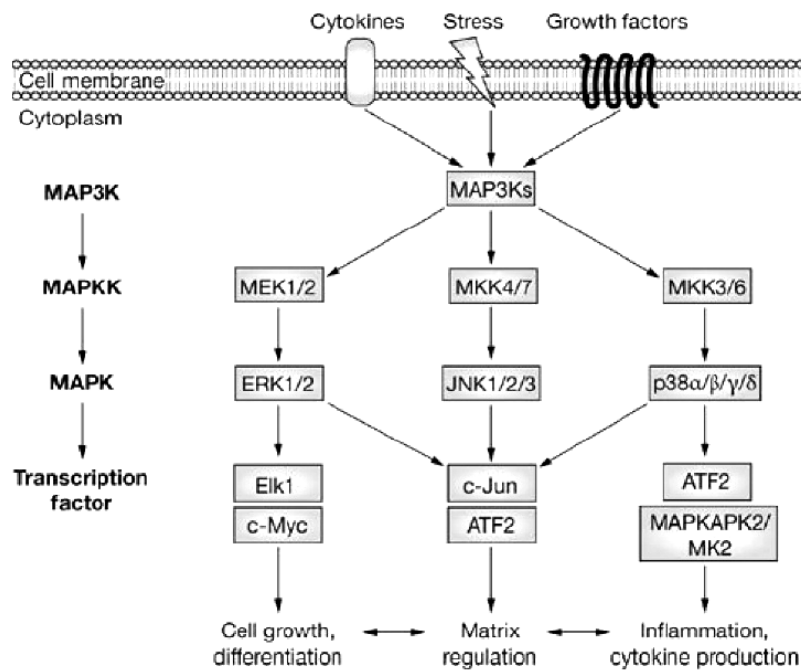 Cytokines Stress Growth factors
Cell membrane
Cytoplasm
MAP3K
MAP3Ks
MAPKK
MEK1/2
MKK4/7
MKK3/6
MAPK
ERK1/2
JNK1/2/3
p38α/β/γ/δ
Transcription
factor
Elk1
c-Myc
c-Jun
ATF2
ATF2
MAPKAPK2/
MK2
Cell growth,
differentiation
Matrix
regulation
Inflammation,
cytokine production